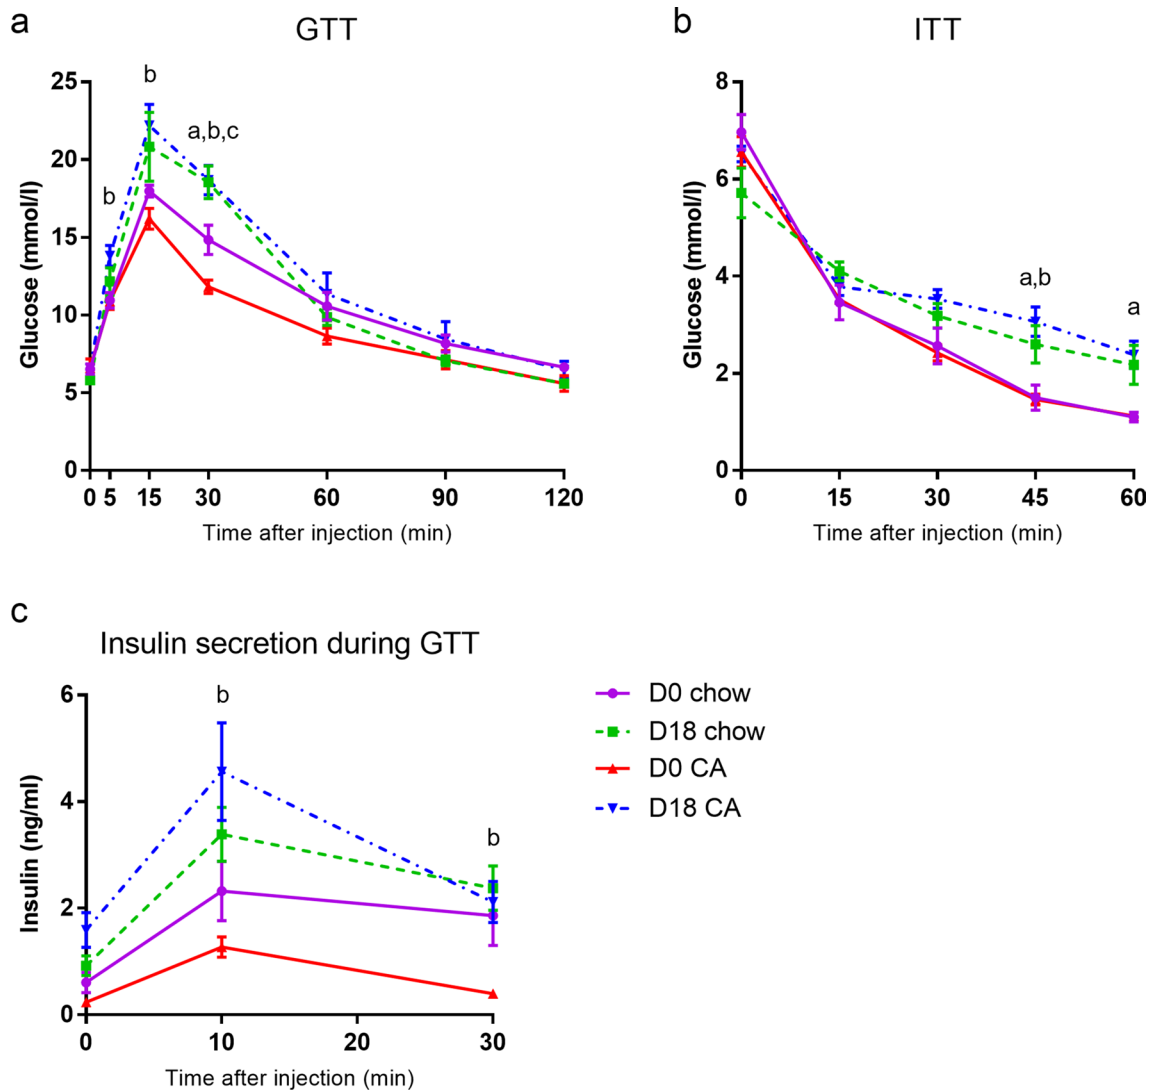 a
GTT
b
b
a,b,c
25
20
15
10
5
0
Glucose (mmol/l)
0 5 15 30 60 90 120
Time after injection (min)
b
ITT
a,b
a
8
6
4
2
0
Glucose (mmol/l)
0 15 30 45 60
Time after injection (min)
c
Insulin secretion during GTT
b
b
6
4
2
0
Insulin (ng/ml)
0 10 20 30
Time after injection (min)
D0 chow
D18 chow
D0 CA
D18 CA